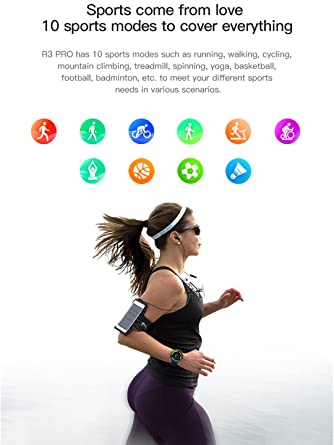 Sports come from love
10 sports modes to cover everything
R3 PRO has 10 sports modes such as running, walking, cycling,
mountain climbing, treadmill, spinning, yoga, basketball,
football, badminton, etc. to meet your different sports
needs in various scenarios.